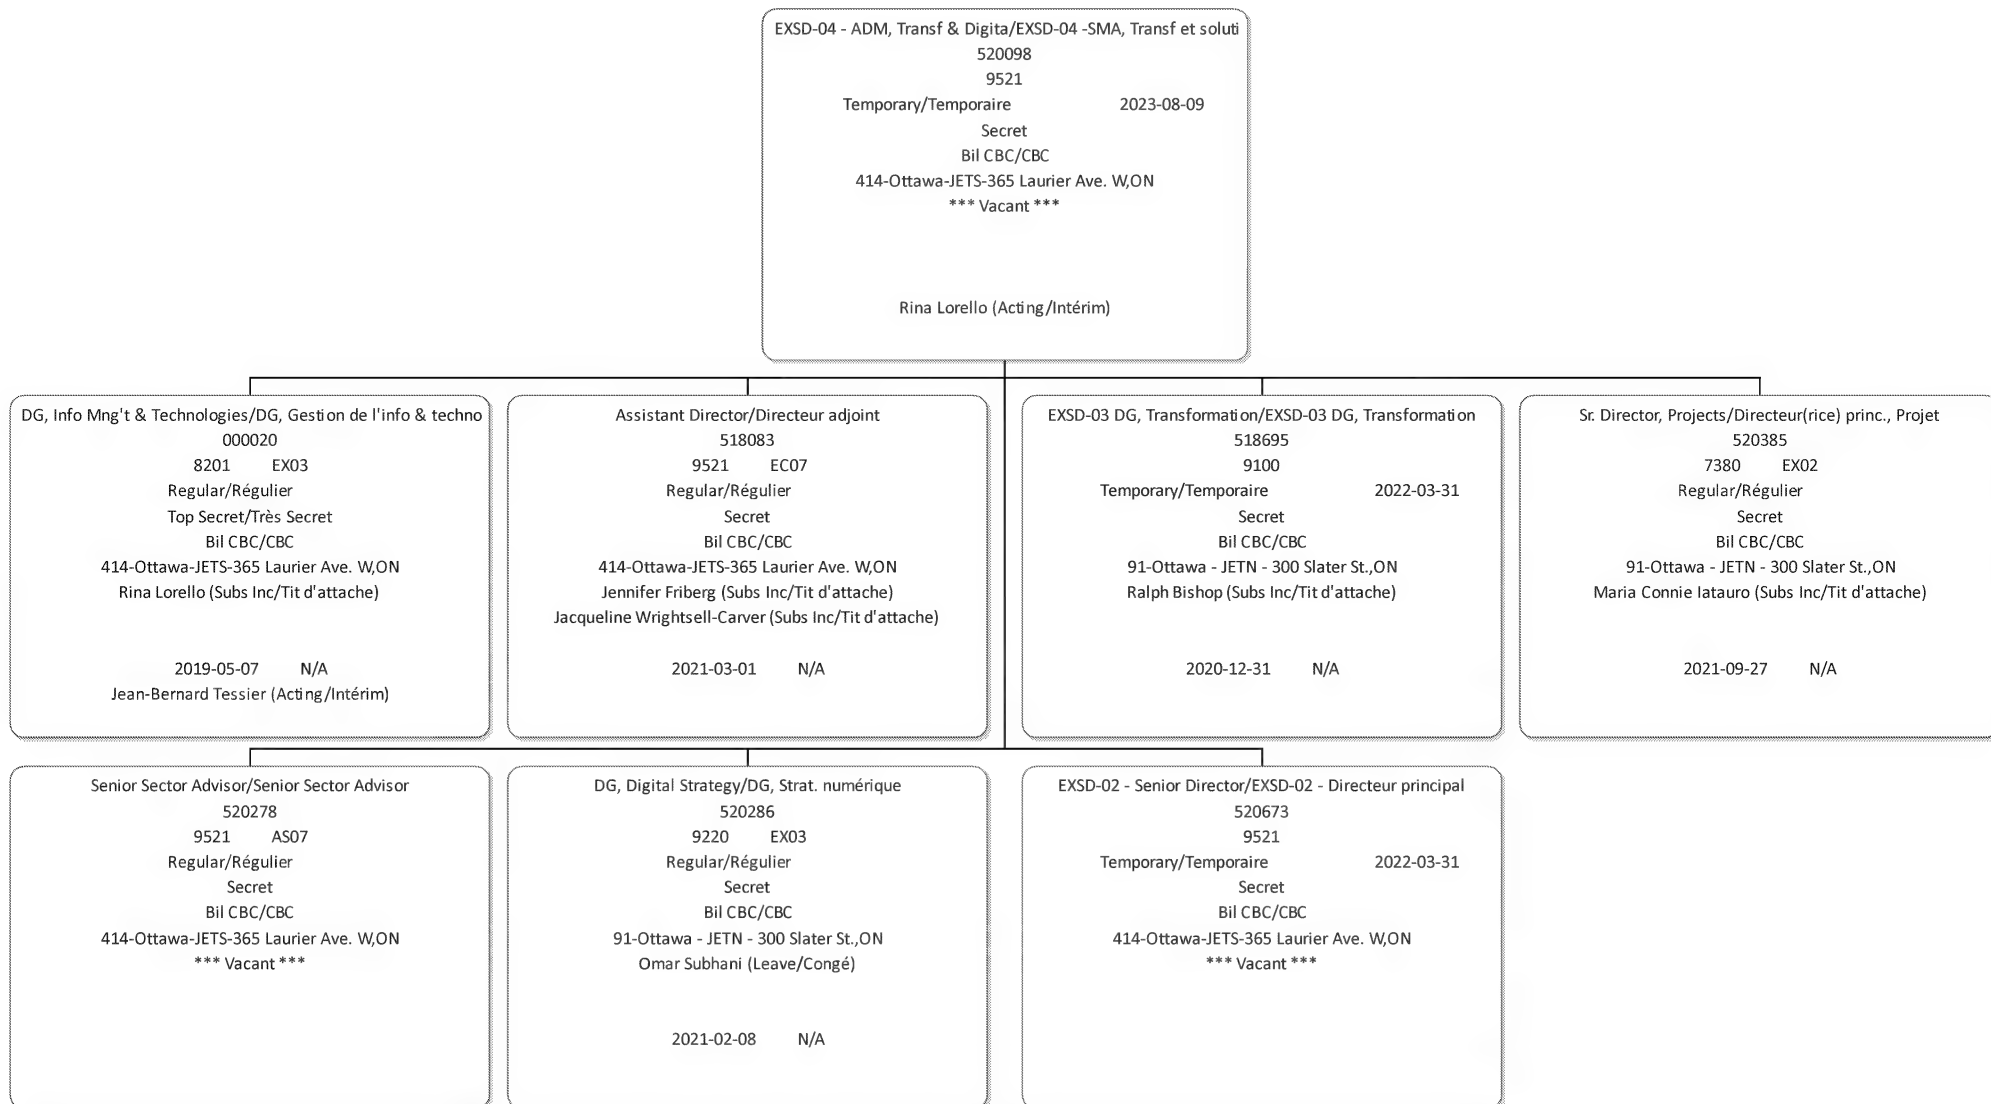 EXSD-04 - ADM, Transf & Digita/EXSD-04 -SMA, Transf et soluti
520098
9521
Temporary/Temporaire 2023-08-09
Secret
Bil CBC/CBC
414-Ottawa-JETS-365 Laurier Ave. W,ON
*** Vacant ***
Rina Lorello (Acting/Intérim)
DG, Info Mng't & Technologies/DG, Gestion de l'info & techno
000020
8201 EX03
Regular/Régulier
Top Secret/Très Secret
Bil CBC/CBC
414-Ottawa-JETS-365 Laurier Ave. W,ON
Rina Lorello (Subs Inc/Tit d'attache)
2019-05-07 N/A
Jean-Bernard Tessier (Acting/Intérim)
Assistant Director/Directeur adjoint
518083
9521 EC07
Regular/Régulier
Secret
Bil CBC/CBC
414-Ottawa-JETS-365 Laurier Ave. W,ON
Jennifer Friberg (Subs Inc/Tit d'attache)
Jacqueline Wrightsell-Carver (Subs Inc/Tit d'attache)
2021-03-01 N/A
EXSD-03 DG, Transformation/EXSD-03 DG, Transformation
518695
9100
Temporary/Temporaire 2022-03-31
Secret
Bil CBC/CBC
91-Ottawa - JETN - 300 Slater St.,ON
Ralph Bishop (Subs Inc/Tit d'attache)
2020-12-31 N/A
Sr. Director, Projects/Directeur(rice) princ., Projet
520385
7380 EX02
Regular/Régulier
Secret
Bil CBC/CBC
91-Ottawa - JETN - 300 Slater St.,ON
Maria Connie Iatauro (Subs Inc/Tit d'attache)
2021-09-27 N/A
Senior Sector Advisor/Senior Sector Advisor
520278
9521 AS07
Regular/Régulier
Secret
Bil CBC/CBC
414-Ottawa-JETS-365 Laurier Ave. W,ON
*** Vacant ***
DG, Digital Strategy/DG, Strat. numérique
520286
9220 EX03
Regular/Régulier
Secret
Bil CBC/CBC
91-Ottawa - JETN - 300 Slater St.,ON
Omar Subhani (Leave/Congé)
2021-02-08 N/A
EXSD-02 - Senior Director/EXSD-02 - Directeur principal
520673
9521
Temporary/Temporaire 2022-03-31
Secret
Bil CBC/CBC
414-Ottawa-JETS-365 Laurier Ave. W,ON
*** Vacant ***